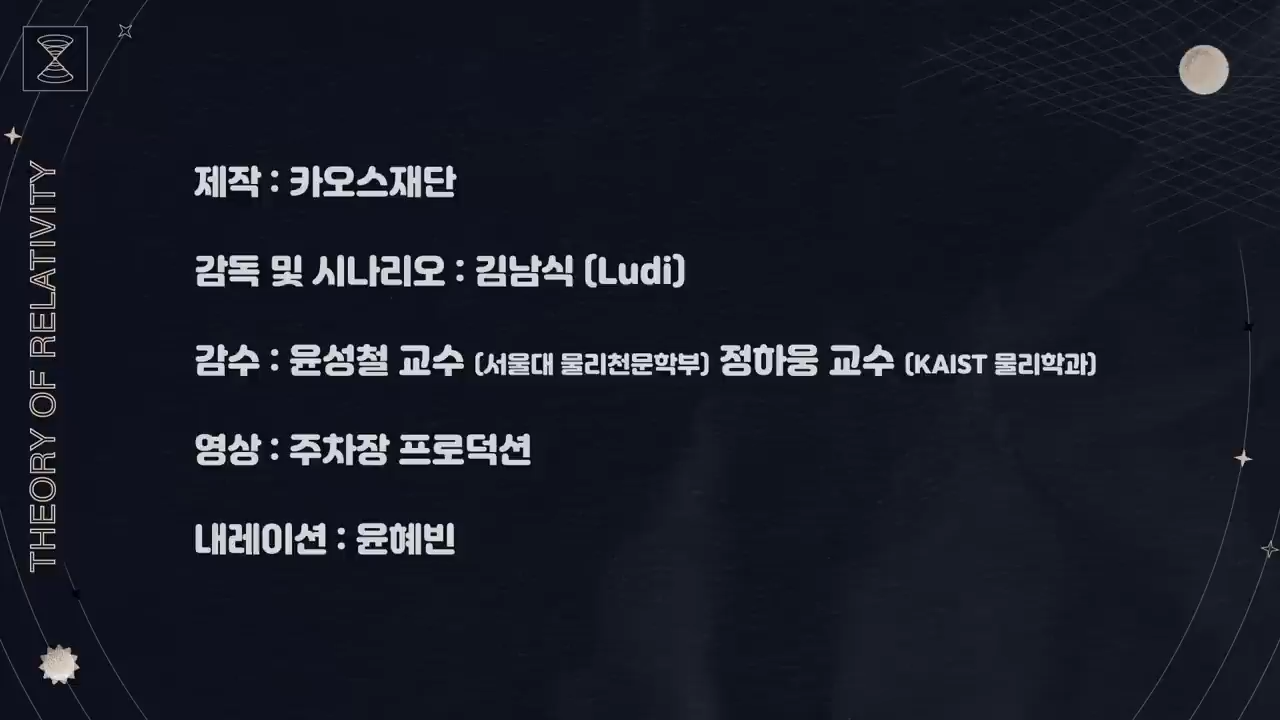 THEORY OF RELATIVITY
제작 : 카오스재단
감독 및 시나리오 : 김남식 (Ludi)
감수 : 윤성철 교수 (서울대 물리천문학부) 정하웅 교수 (KAIST 물리학과)
영상 : 주차장 프로덕션
내레이션 : 윤혜빈